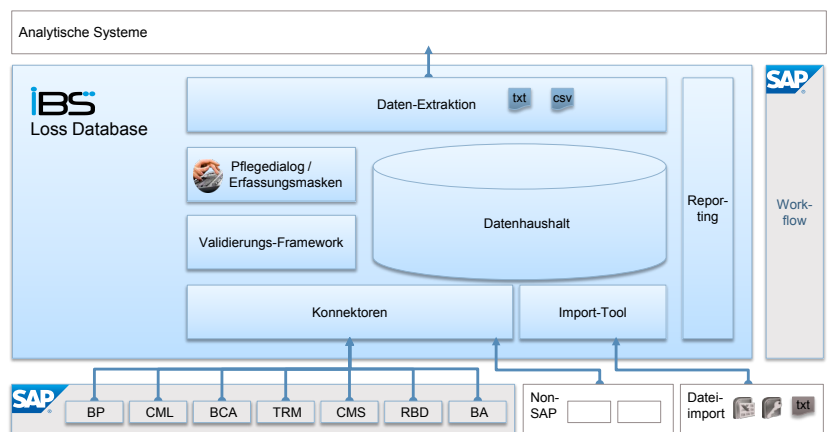 Analytische Systeme
iBS
Loss Database
Daten-Extraktion
txt
csv
Pflegedialog /
Erfassungsmasken
Validierungs-Framework
Datenhaushalt
Konnektoren
Import-Tool
Repor-
ting
SAP
Work-
flow
SAP
BP
CML
BCA
TRM
CMS
RBD
BA
Non-
SAP
Datei-
import
txt